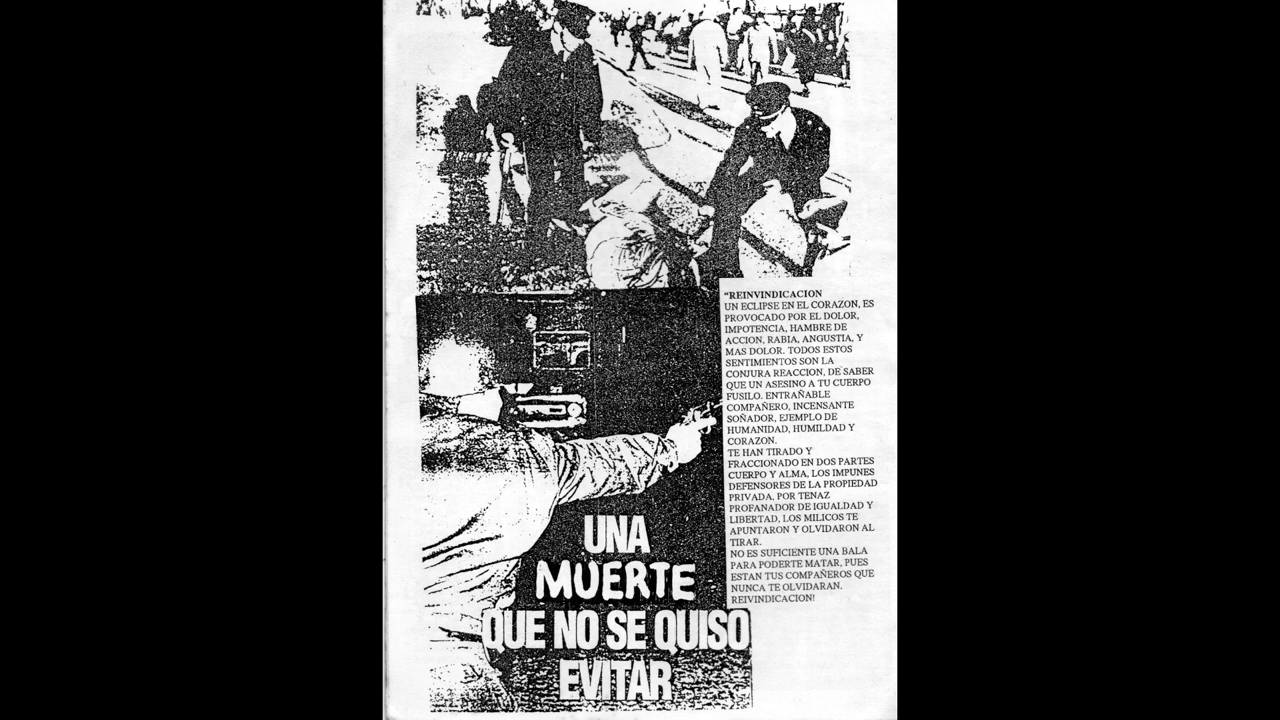 "REINVINDICACION
UN ECLIPSE EN EL CORAZON, ES
PROVOCADO POR EL DOLOR,
IMPOTENCIA, HAMBRE DE
ACCION, RABIA, ANGUSTIA, Y
MAS DOLOR. TODOS ESTOS
SENTIMIENTOS SON LA
CONJURA REACCION, DE SABER
QUE UN ASESINO A TU CUERPO
FUSILO. ENTRAÑABLE
COMPAÑERO, INCENSANTE
SOÑADOR, EJEMPLO DE
HUMANIDAD, HUMILDAD Y
CORAZON.
TE HAN TIRADO Y
FRACCIONADO EN DOS PARTES
CUERPO Y ALMA, LOS IMPUNES
DEFENSORES DE LA PROPIEDAD
PRIVADA, POR TENAZ
PROFANADOR DE IGUALDAD Y
LIBERTAD, LOS MILICOS TE
APUNTARON Y OLVIDARON AL
TIRAR.
NO ES SUFICIENTE UNA BALA
PARA PODERTE MATAR, PUES
ESTAN TUS COMPAÑEROS QUE
NUNCA TE OLVIDARAN.
REIVINDICACION!
UNA
MUERTE
QUE NO SE QUISO
EVITAR